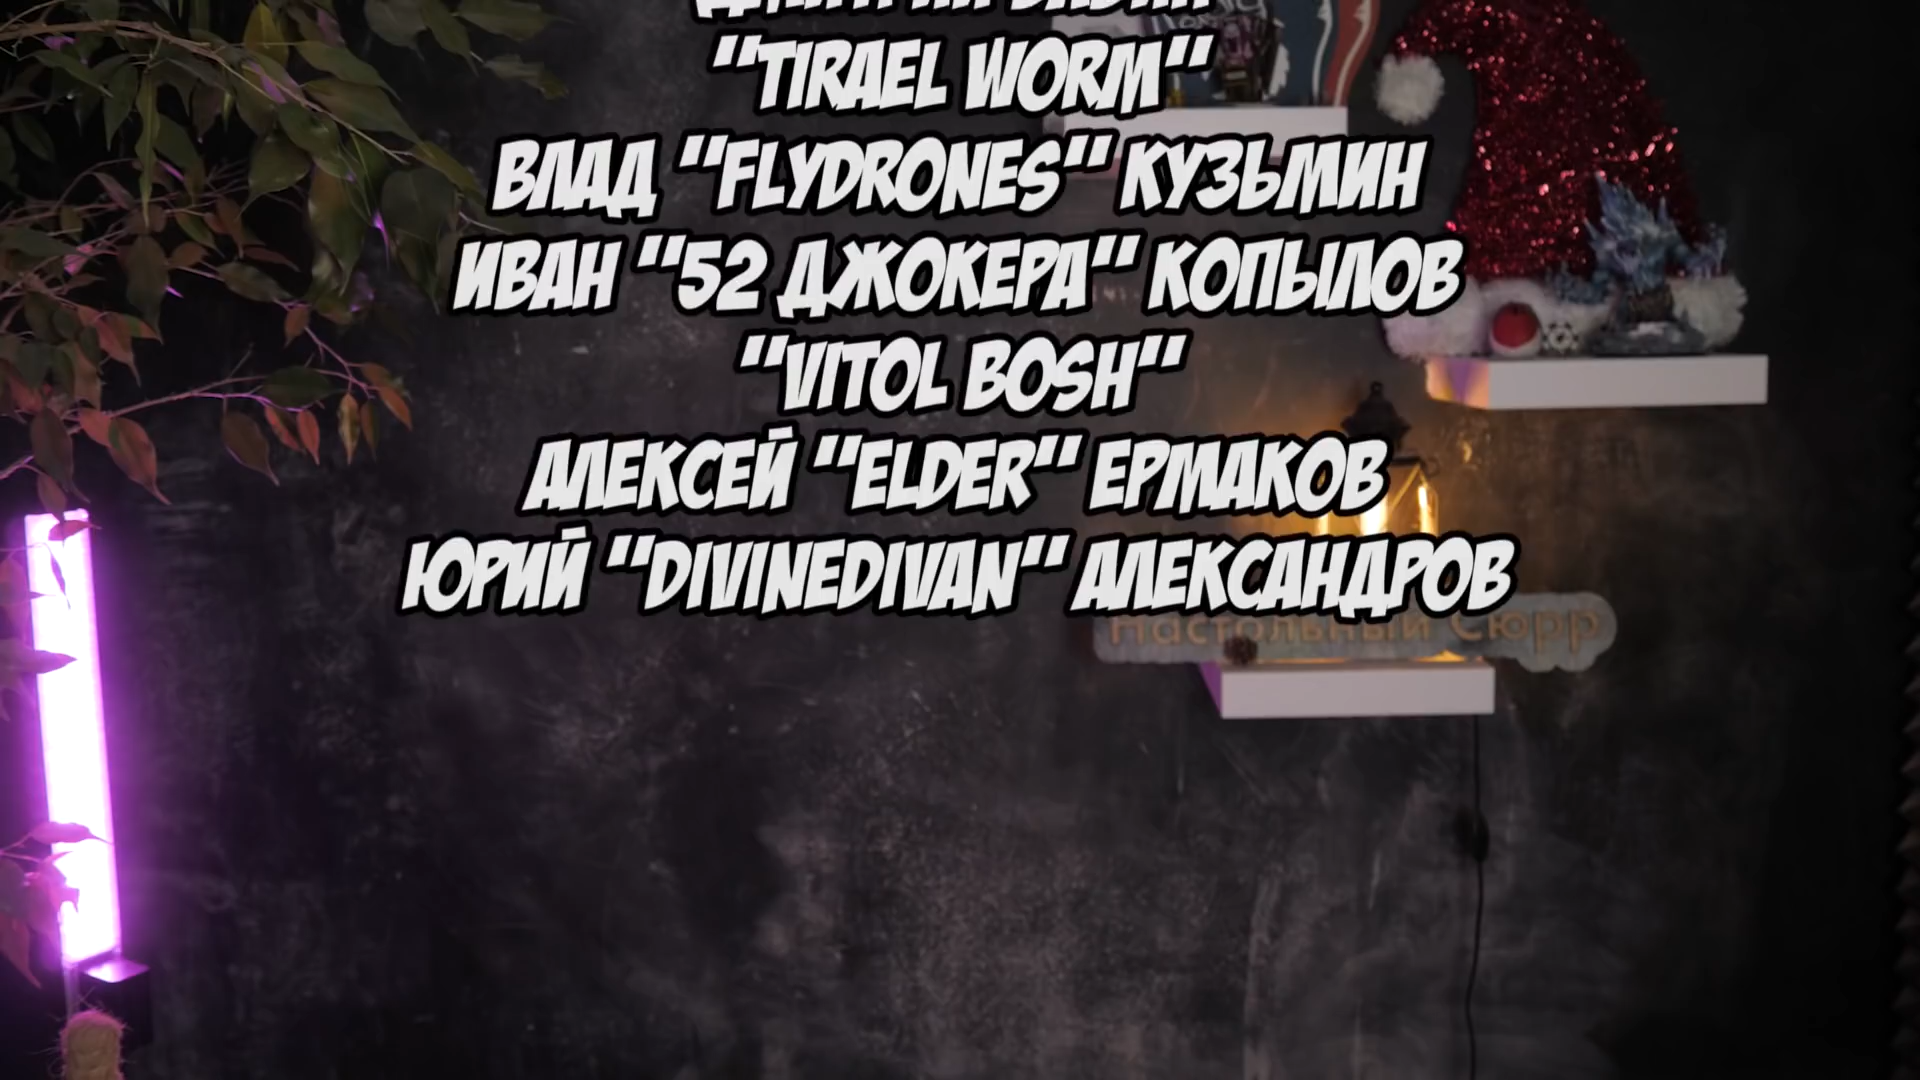 "TIRAEL WORM"
ВЛАД "FLYDRONES" КУЗЬМИН
ИВАН "52 ДЖОКЕРА" КОПЫЛОВ
"VITOL BOSH"
АЛЕКСЕЙ "ELDER" ЕРМАКОВ
ЮРИЙ "DIVINEDIVAN" АЛЕКСАНДРОВ
Настольный Сюрр